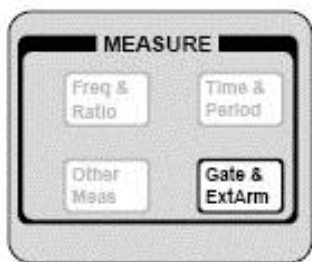 MEASURE
Freq & Time &
Ratio Period
Other Gate &
Meas ExtArm